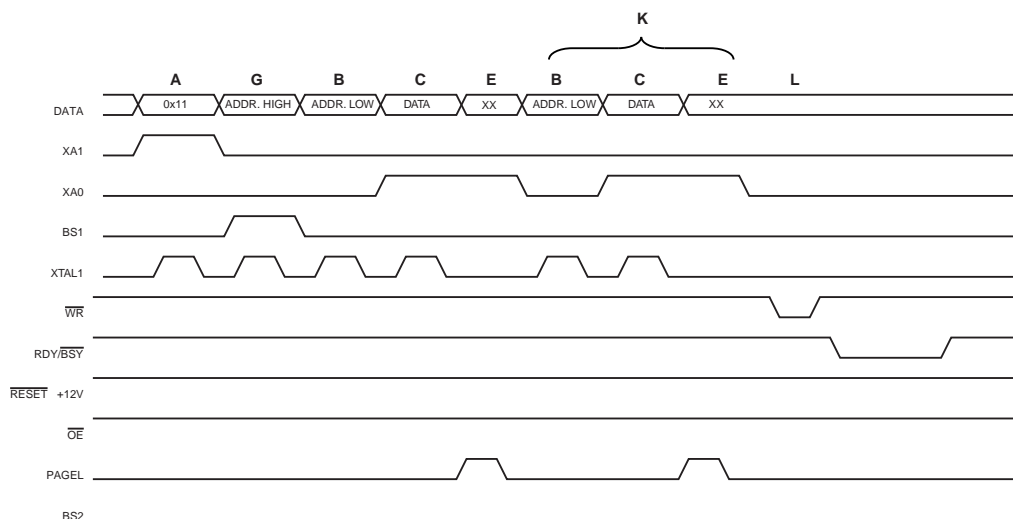 K
A G B C E B C E L
DATA 0x11 ADDR. HIGH ADDR. LOW DATA XX ADDR. LOW DATA XX
XA1
XA0
BS1
XTAL1
WR
RDY/BSY
RESET +12V
OE
PAGEL
BS2